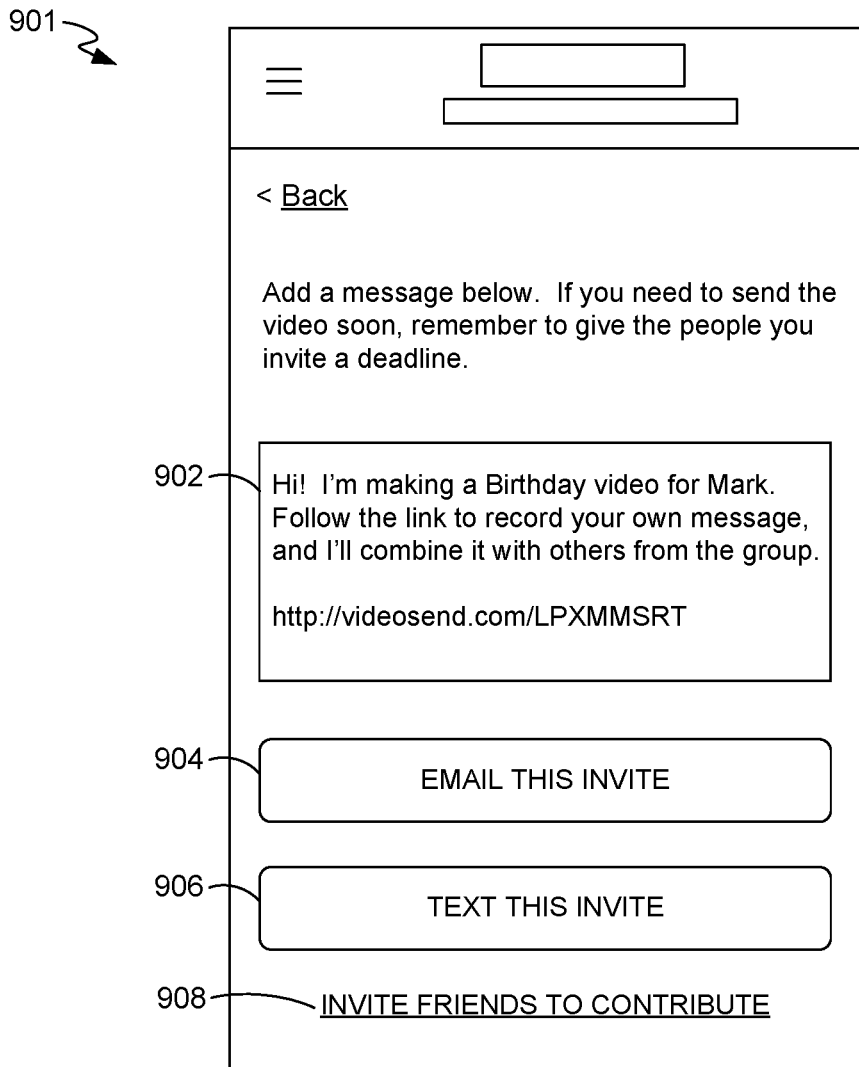 901
< Back
Add a message below.  If you need to send the
video soon, remember to give the people you
invite a deadline.
902
Hi!  I'm making a Birthday video for Mark.
Follow the link to record your own message,
and I'll combine it with others from the group.
http://videosend.com/LPXMMSRT
904
EMAIL THIS INVITE
906
TEXT THIS INVITE
908
INVITE FRIENDS TO CONTRIBUTE